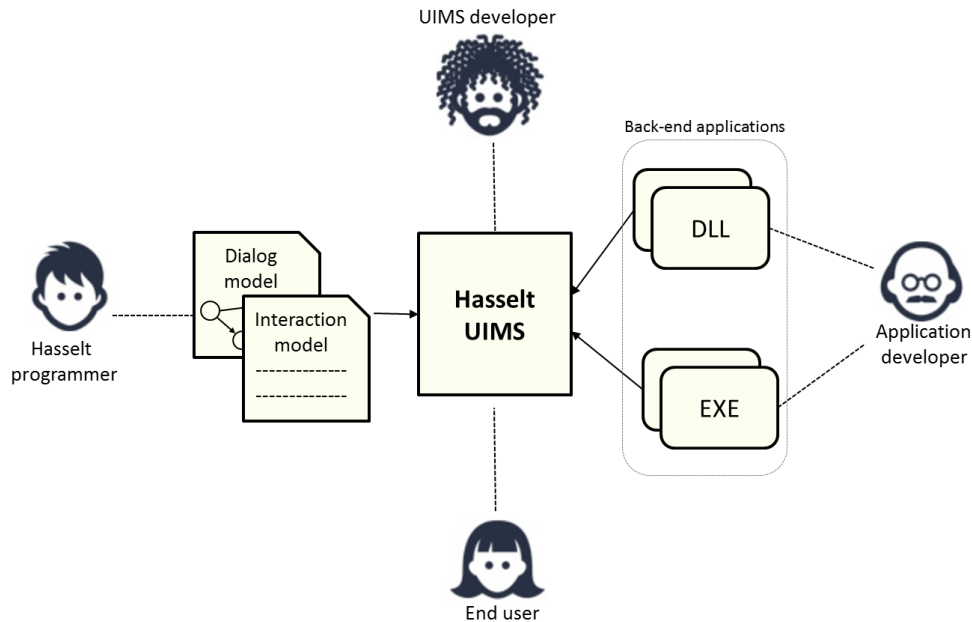 UIMS developer
Back-end applications
DLL
Dialog
model
Hasselt
UIMS
Interaction
model
Hasselt
programmer
Application
developer
EXE
End user